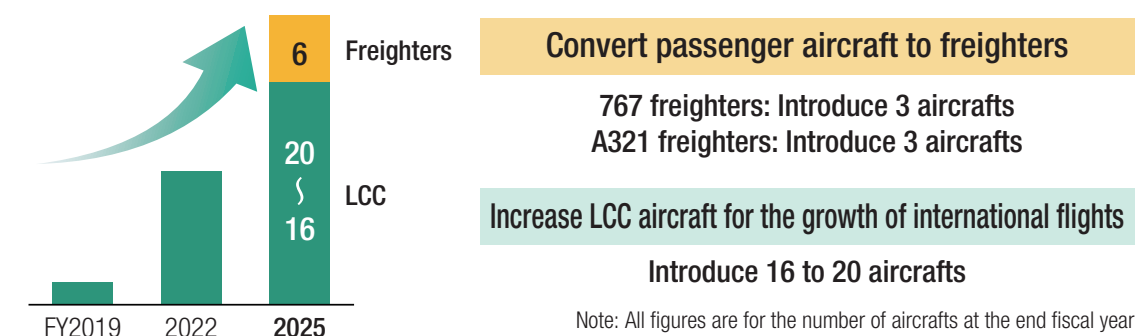 6
Freighters
20
~
16
LCC
FY2019
2022
2025
Convert passenger aircraft to freighters
767 freighters: Introduce 3 aircrafts
A321 freighters: Introduce 3 aircrafts
Increase LCC aircraft for the growth of international flights
Introduce 16 to 20 aircrafts
Note: All figures are for the number of aircrafts at the end fiscal year